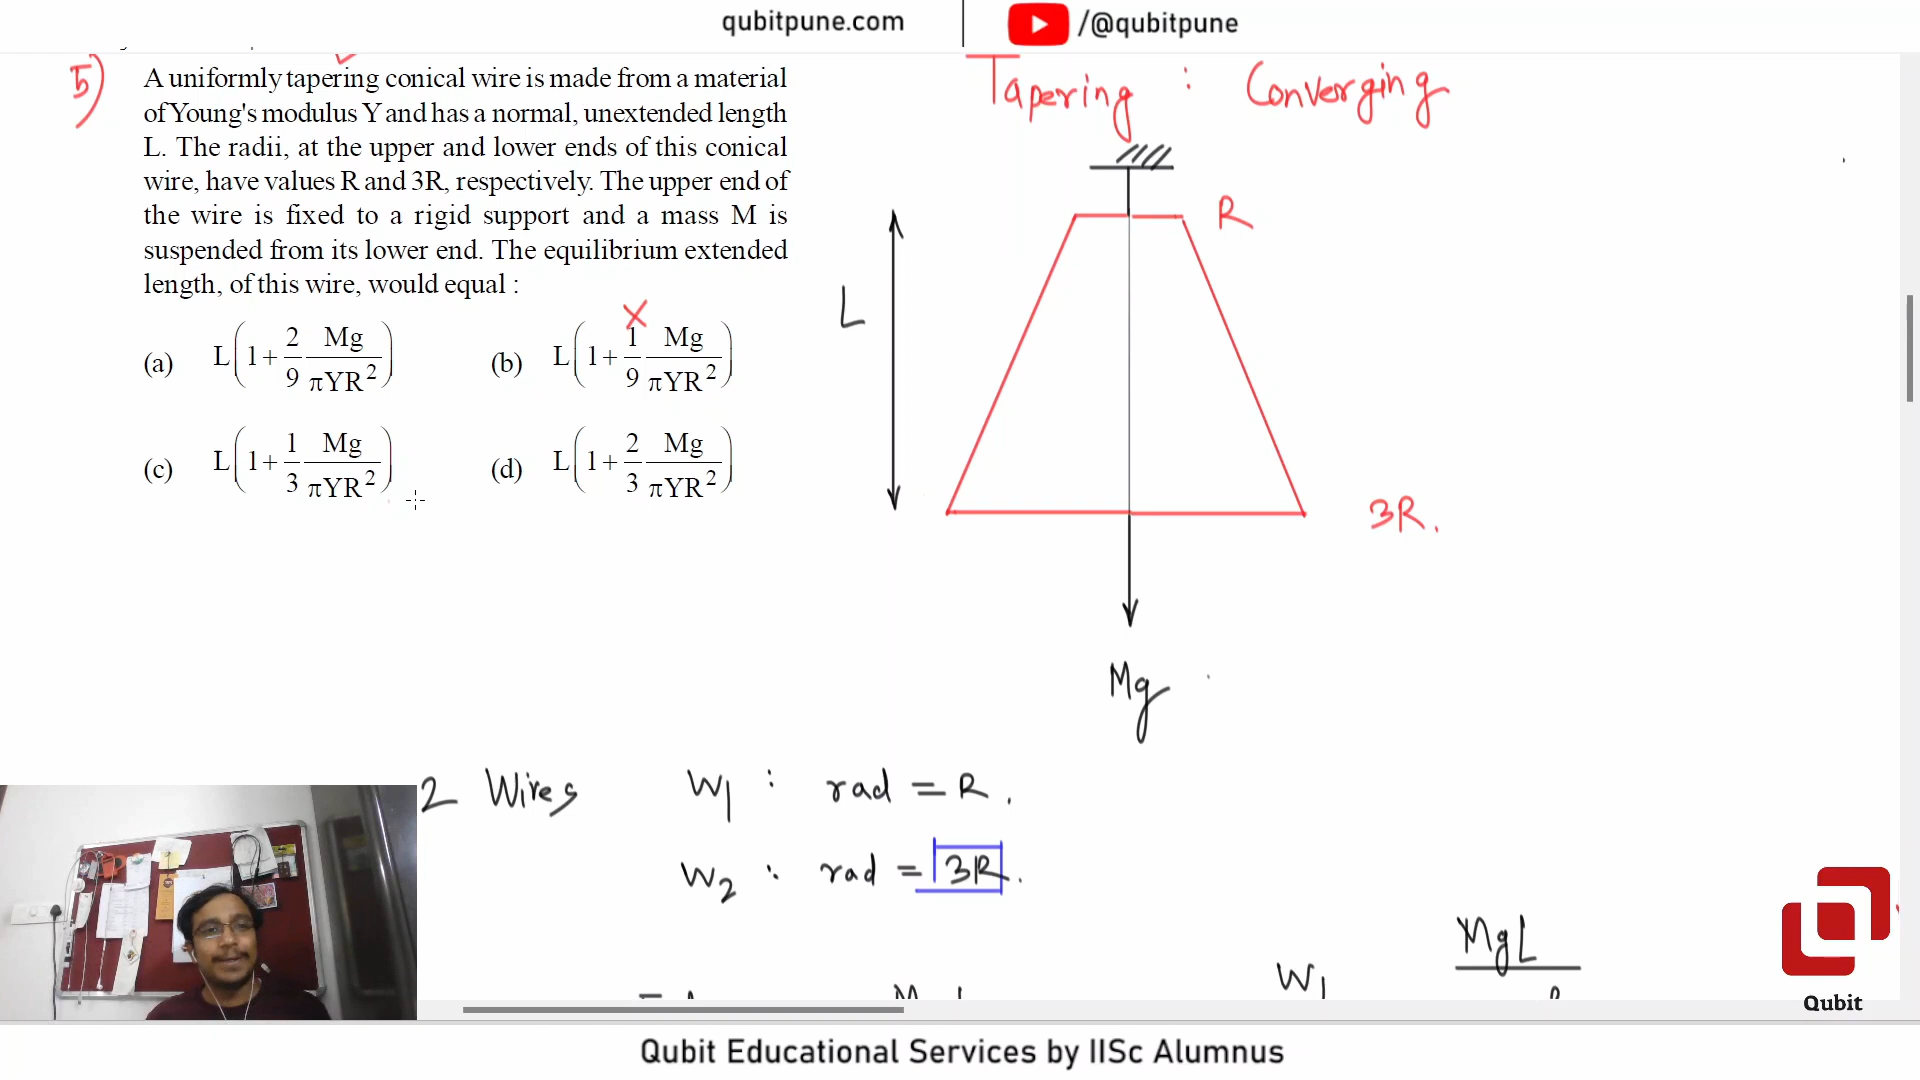 qubitpune.com
/@qubitpune
5)
A uniformly tapering conical wire is made from a material
of Young's modulus Y and has a normal, unextended length
L. The radii, at the upper and lower ends of this conical
wire, have values R and 3R, respectively. The upper end of
the wire is fixed to a rigid support and a mass M is
suspended from its lower end. The equilibrium extended
length, of this wire, would equal :
(a) L(1+ 2/9 Mg/πYR²) (b) L(1+ 1/9 Mg/πYR²)
(c) L(1+ 1/3 Mg/πYR²) (d) L(1+ 2/3 Mg/πYR²)
Tapering : Converging
R
L
3R.
Mg
2 Wires W1 : rad = R.
W2 : rad = 3R.
W1 MgL
Qubit
Qubit Educational Services by IISc Alumnus